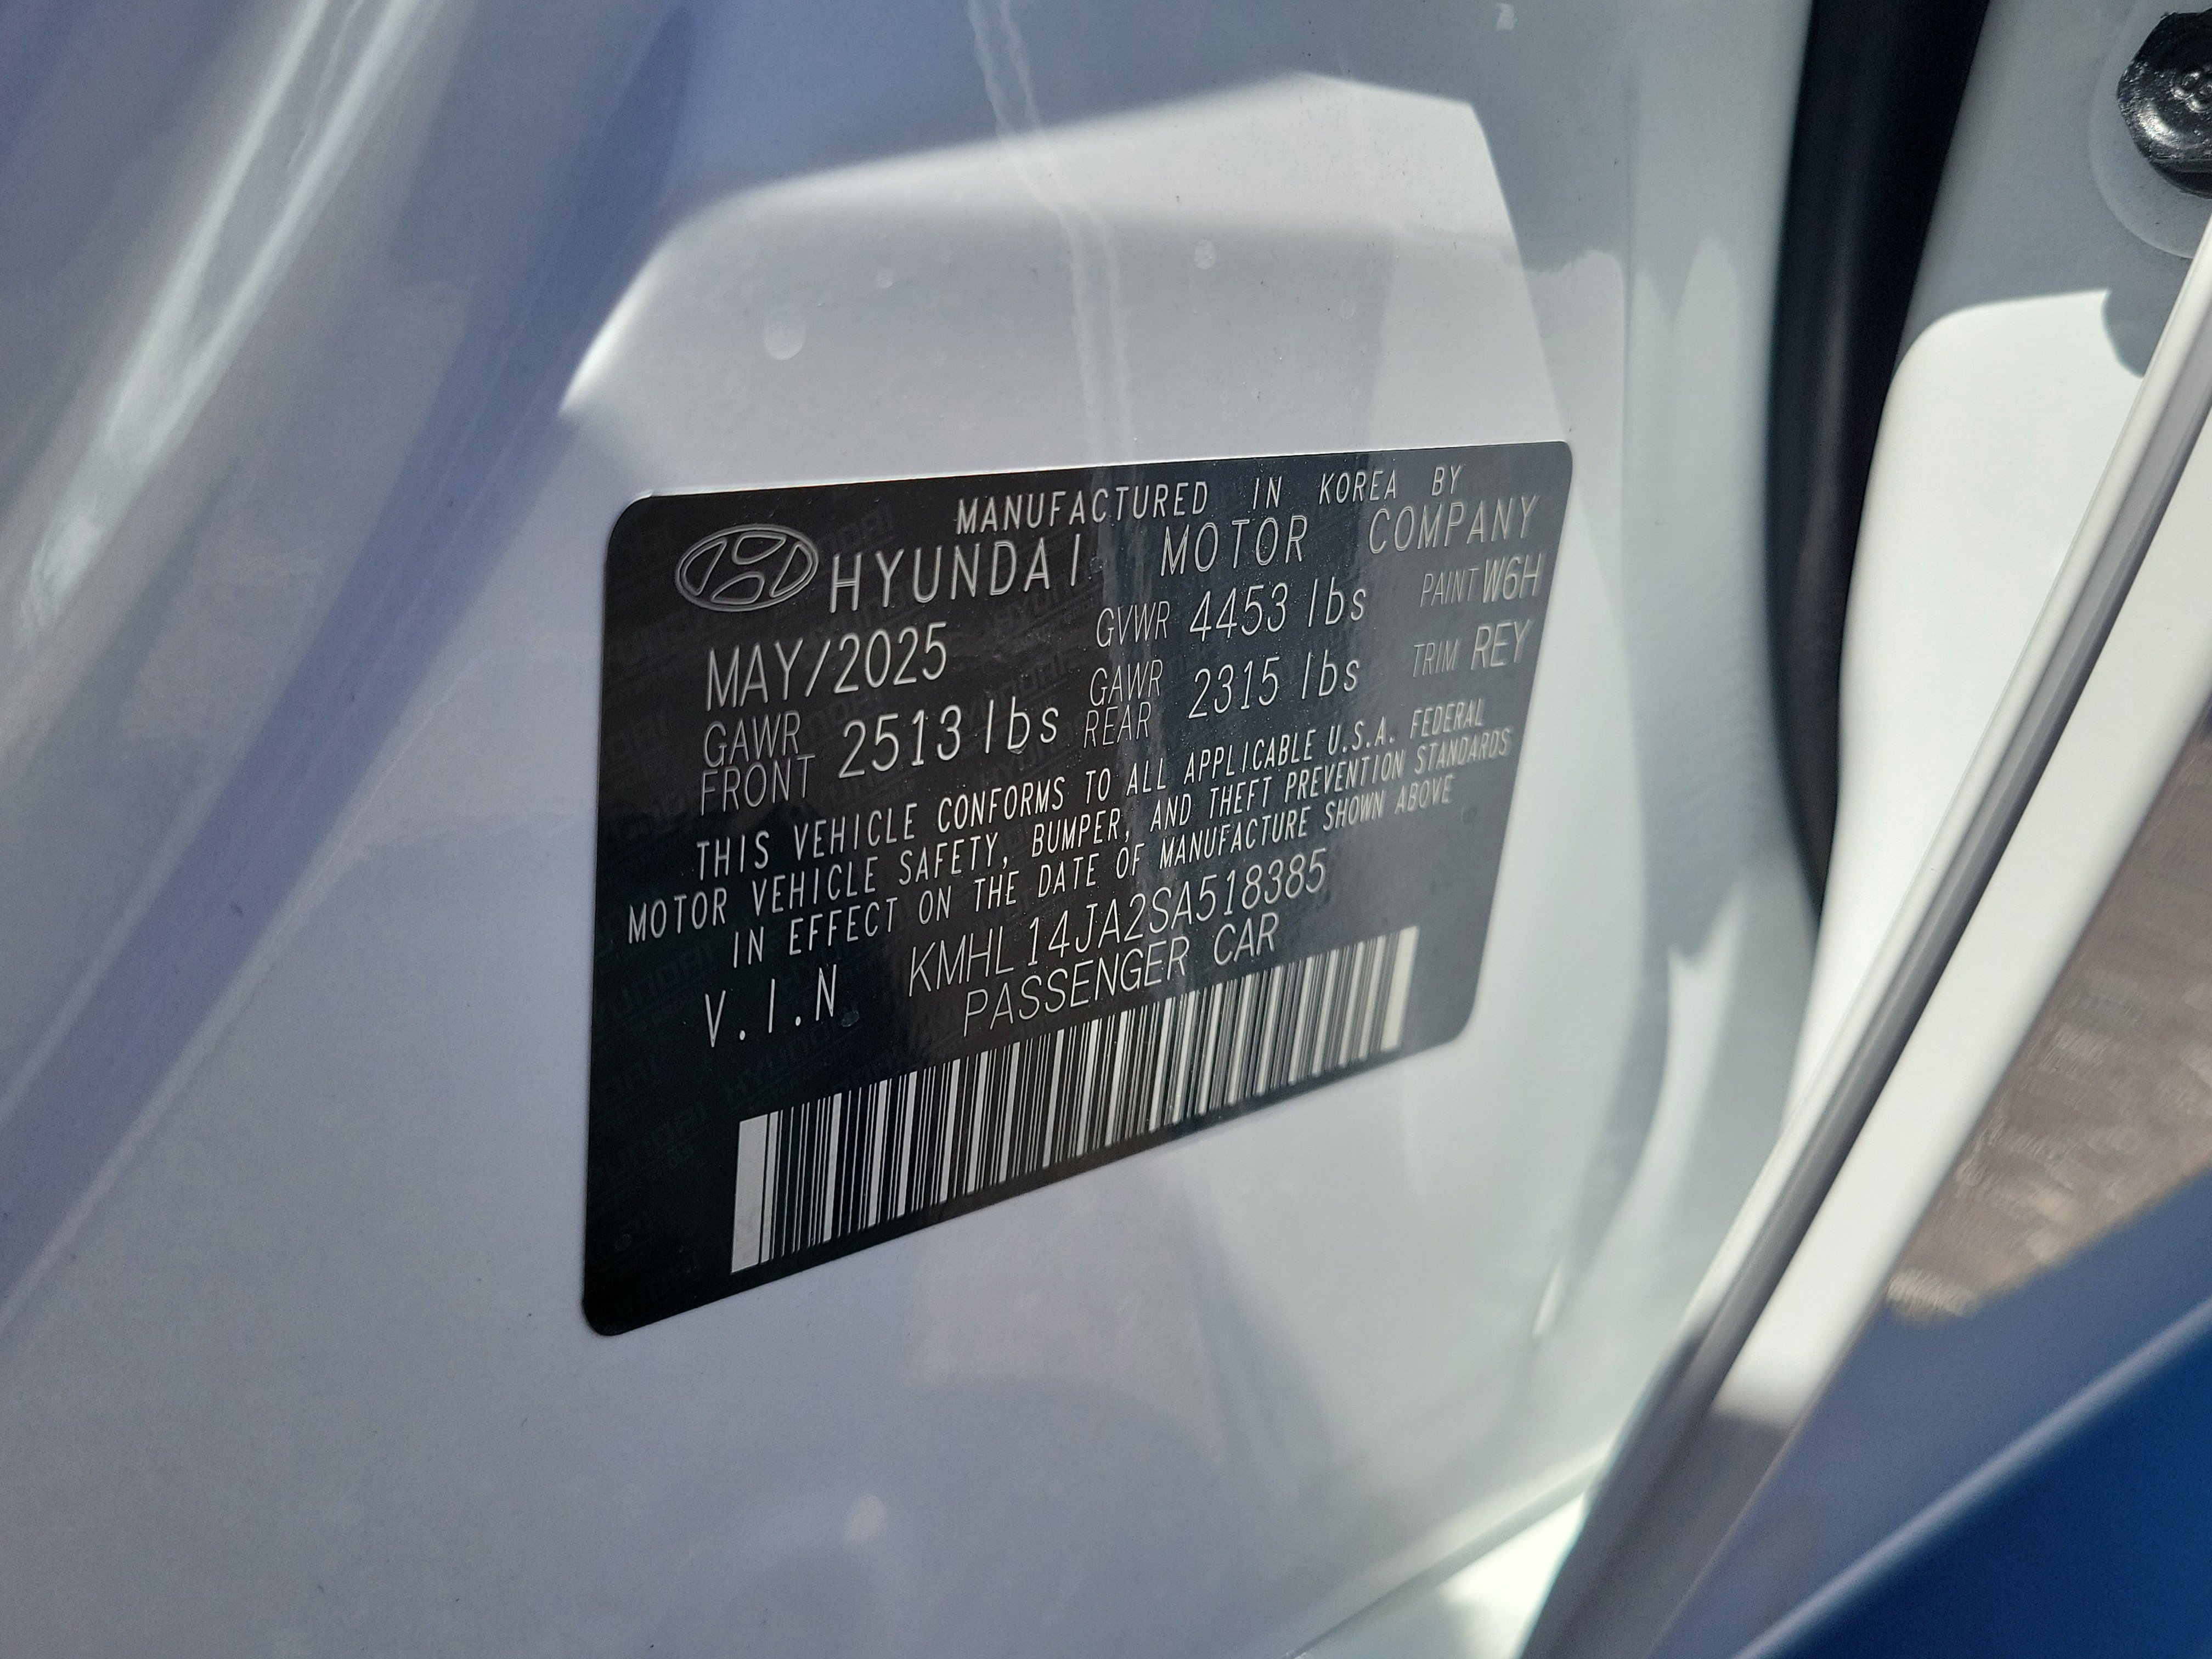 MANUFACTURED IN KOREA BY
HYUNDAI MOTOR COMPANY
MAY/2025 GVWR 4453 lbs PAINT W6H
GAWR FRONT 2513 lbs GAWR REAR 2315 lbs TRIM REY
THIS VEHICLE CONFORMS TO ALL APPLICABLE U.S.A. FEDERAL
MOTOR VEHICLE SAFETY, BUMPER, AND THEFT PREVENTION STANDARDS
IN EFFECT ON THE DATE OF MANUFACTURE SHOWN ABOVE
V.I.N KMHL14JA2SA518385
PASSENGER CAR